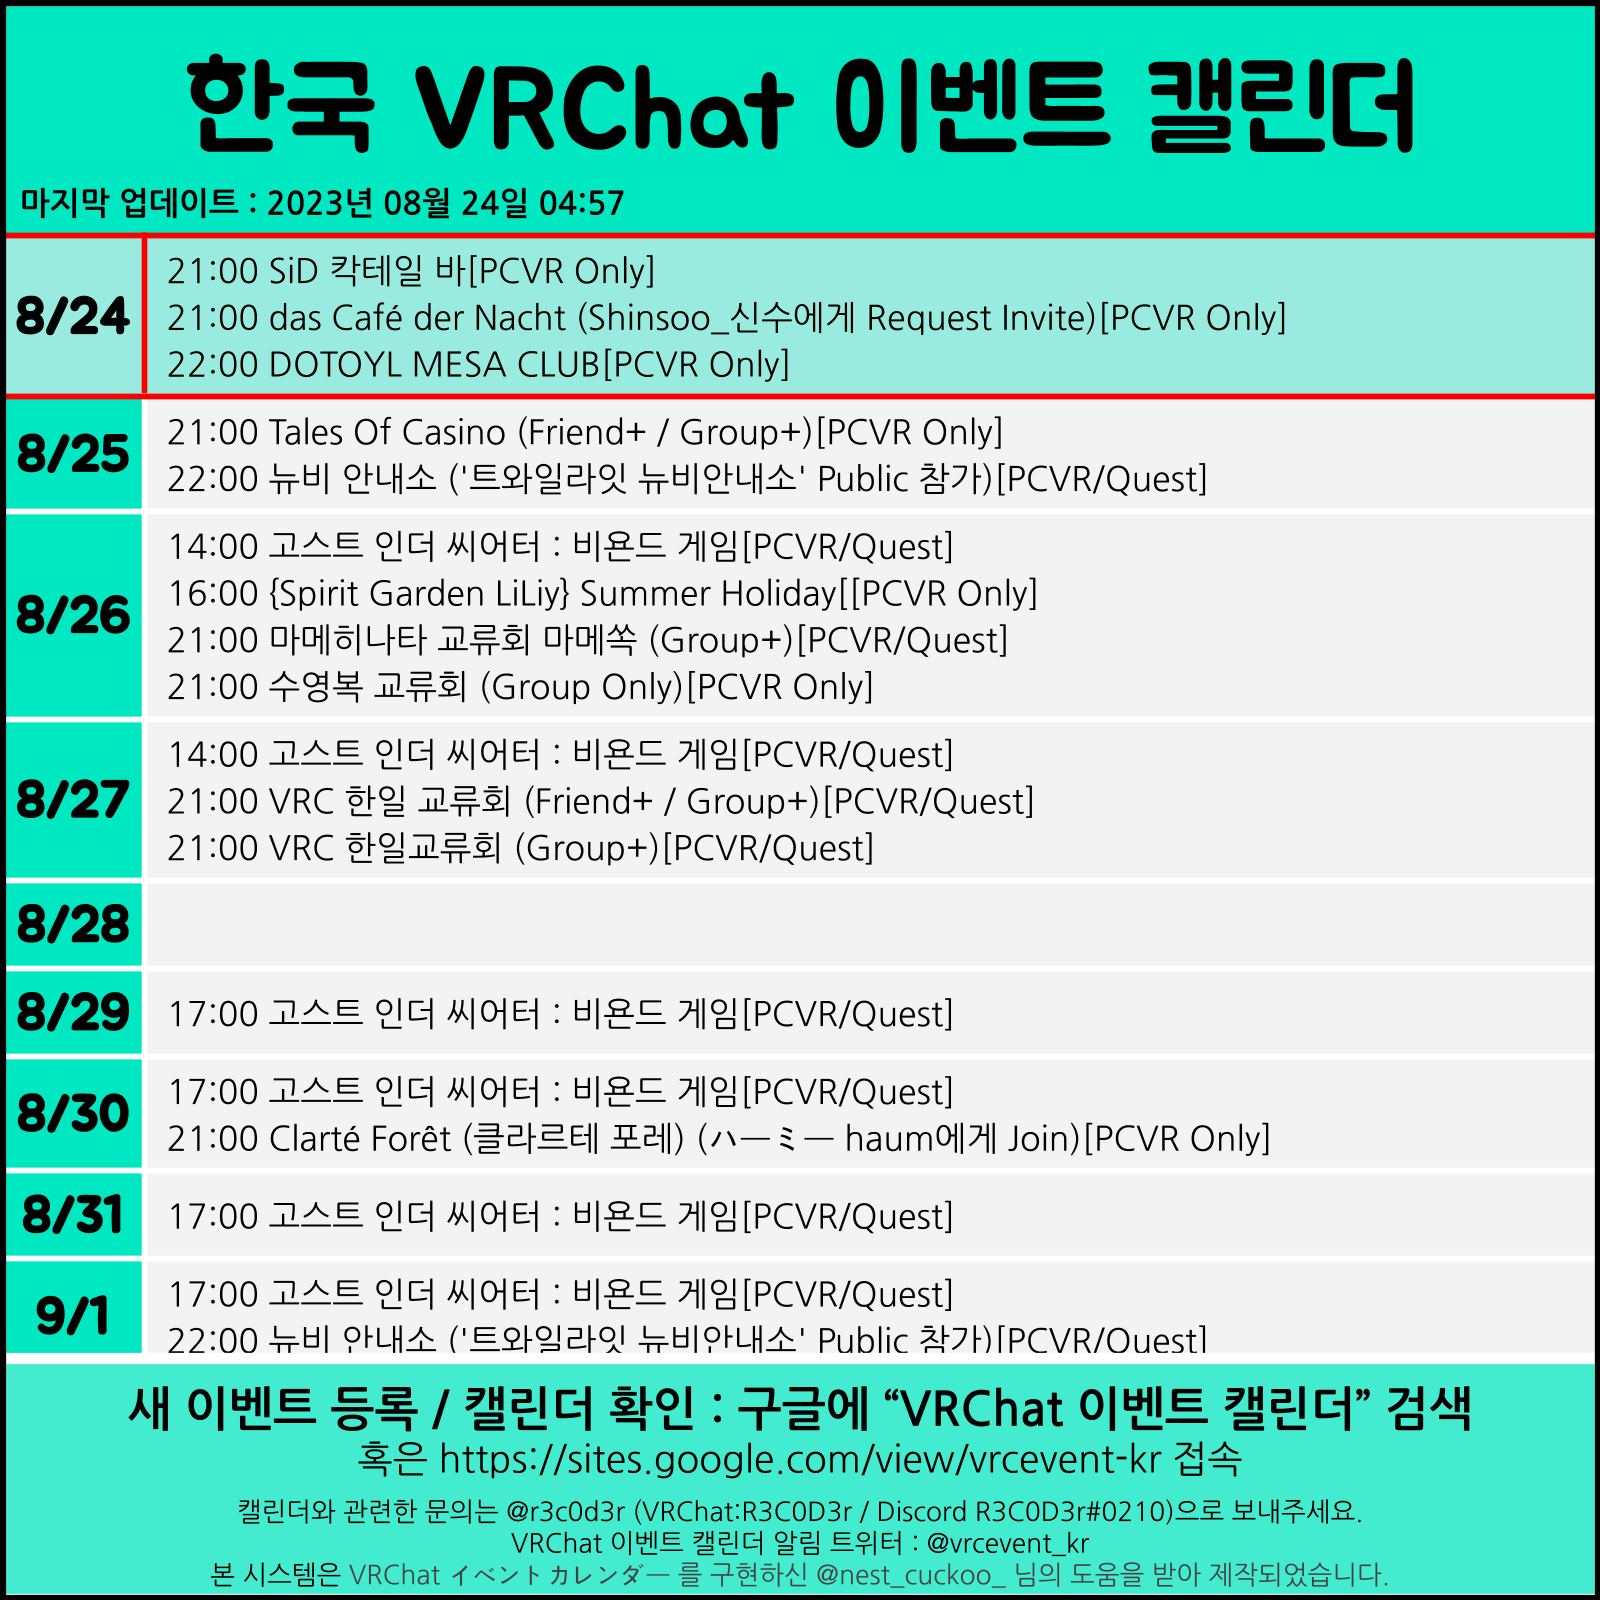 한국 VRChat 이벤트 캘린더
마지막 업데이트 : 2023년 08월 24일 04:57
8/24
21:00 SiD 칵테일 바[PCVR Only]
21:00 das Café der Nacht (Shinsoo_신수에게 Request Invite)[PCVR Only]
22:00 DOTOYL MESA CLUB[PCVR Only]
8/25
21:00 Tales Of Casino (Friend+ / Group+)[PCVR Only]
22:00 뉴비 안내소 ('트와일라잇 뉴비안내소' Public 참가)[PCVR/Quest]
8/26
14:00 고스트 인더 씨어터 : 비욘드 게임[PCVR/Quest]
16:00 {Spirit Garden LiLiy} Summer Holiday[[PCVR Only]
21:00 마메히나타 교류회 마메쏙 (Group+)[PCVR/Quest]
21:00 수영복 교류회 (Group Only)[PCVR Only]
8/27
14:00 고스트 인더 씨어터 : 비욘드 게임[PCVR/Quest]
21:00 VRC 한일 교류회 (Friend+ / Group+)[PCVR/Quest]
21:00 VRC 한일교류회 (Group+)[PCVR/Quest]
8/28
8/29
17:00 고스트 인더 씨어터 : 비욘드 게임[PCVR/Quest]
8/30
17:00 고스트 인더 씨어터 : 비욘드 게임[PCVR/Quest]
21:00 Clarté Forêt (클라르테 포레) (ハーミー haum에게 Join)[PCVR Only]
8/31
17:00 고스트 인더 씨어터 : 비욘드 게임[PCVR/Quest]
9/1
17:00 고스트 인더 씨어터 : 비욘드 게임[PCVR/Quest]
22:00 뉴비 안내소 ('트와일라잇 뉴비안내소' Public 참가)[PCVR/Quest]
새 이벤트 등록 / 캘린더 확인 : 구글에 “VRChat 이벤트 캘린더” 검색
혹은 https://sites.google.com/view/vrcevent-kr 접속
캘린더와 관련한 문의는 @r3c0d3r (VRChat:R3C0D3r / Discord R3C0D3r#0210)으로 보내주세요.
VRChat 이벤트 캘린더 알림 트위터 : @vrcevent_kr
본 시스템은 VRChat イベントカレンダー 를 구현하신 @nest_cuckoo_ 님의 도움을 받아 제작되었습니다.